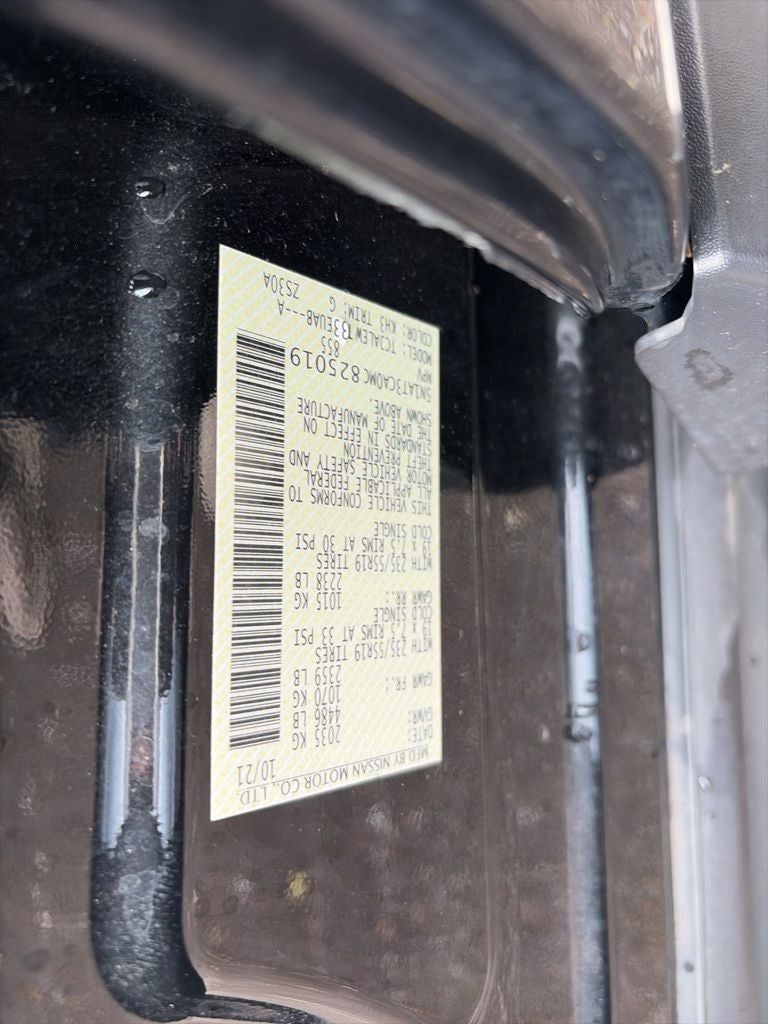 MFD BY NISSAN MOTOR CO., LTD.
DATE: 10/21
GVWR: 2035 KG
4486 LB
GAWR FR.: 1070 KG
2359 LB
WITH 235/55R19 TIRES
19 x 7.5 RIMS AT 33 PSI
COLD SINGLE
GAWR RR: 1015 KG
2238 LB
WITH 235/55R19 TIRES
19 x 7.5 RIMS AT 30 PSI
COLD SINGLE
THIS VEHICLE CONFORMS TO
ALL APPLICABLE FEDERAL
MOTOR VEHICLE SAFETY AND
THEFT PREVENTION
STANDARDS IN EFFECT ON
THE DATE OF MANUFACTURE
SHOWN ABOVE.
5N1AT3CA0MC825019
MPV 855
MODEL: TCJALEWT33EUAB---A
COLOR: KH3 TRIM: G ZS30A